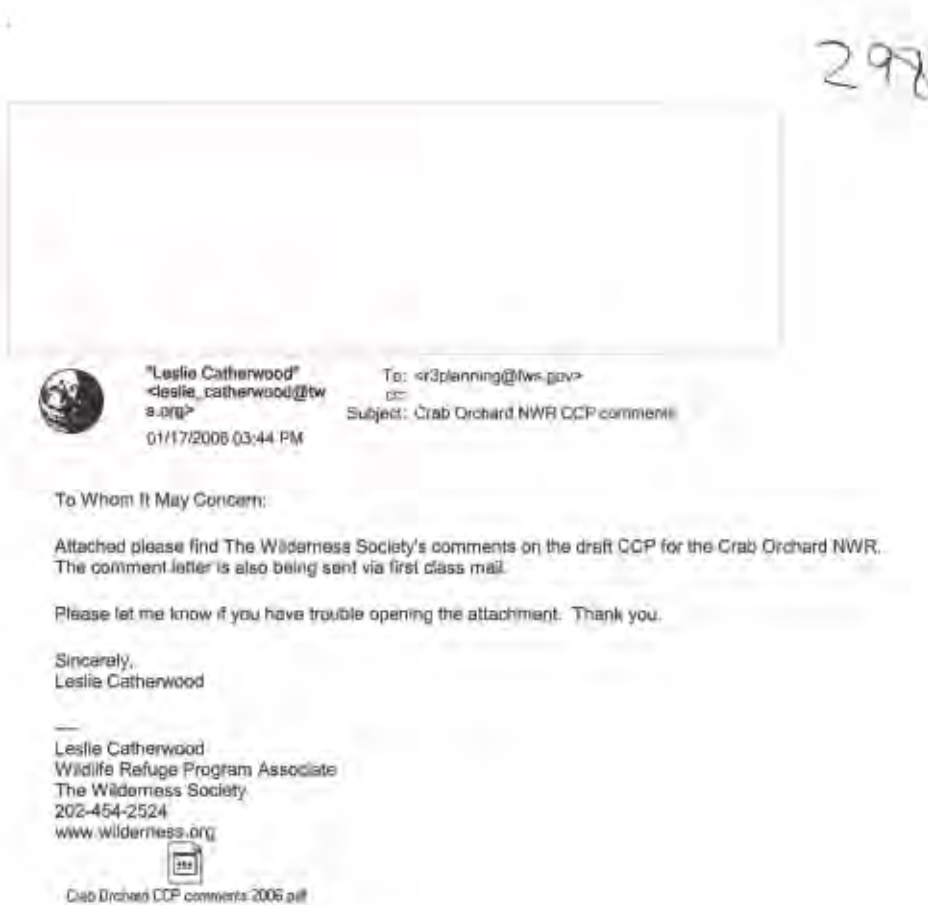 298
"Leslie Catherwood"
<leslie_catherwood@tw
s.org>
01/17/2006 03:44 PM
To: <r3planning@fws.gov>
cc:
Subject: Crab Orchard NWR CCP comments
To Whom It May Concern:
Attached please find The Wilderness Society's comments on the draft CCP for the Crab Orchard NWR.
The comment letter is also being sent via first class mail.
Please let me know if you have trouble opening the attachment. Thank you.
Sincerely,
Leslie Catherwood
—
Leslie Catherwood
Wildlife Refuge Program Associate
The Wilderness Society
202-454-2524
www.wilderness.org
Crab Orchard CCP comments 2006.pdf